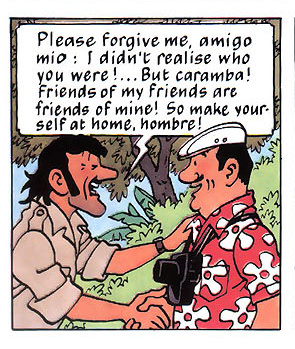 Please forgive me, amigo
mio : I didn't realise who
you were!... But caramba!
Friends of my friends are
friends of mine! So make your-
self at home, hombre!